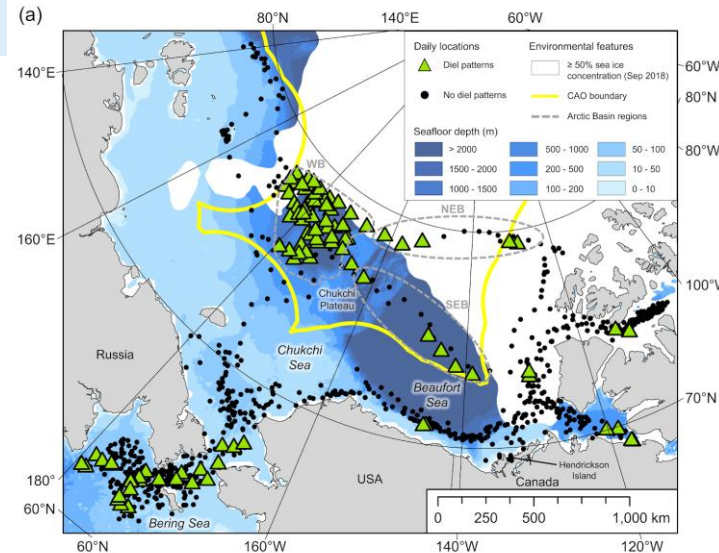 (a)
80°N
140°E
60°W
140°E
60°W
80°N
80°W
160°E
100°W
70°N
180°
60°N
60°N
160°W
140°W
120°W
Daily locations
Diel patterns
No diel patterns
Environmental features
≥ 50% sea ice
concentration (Sep 2018)
CAO boundary
Arctic Basin regions
Seafloor depth (m)
> 2000
1500 - 2000
1000 - 1500
500 - 1000
200 - 500
100 - 200
50 - 100
10 - 50
0 - 10
WB
NEB
SEB
Chukchi
Plateau
Russia
Chukchi
Sea
Beaufort
Sea
Hendrickson
Island
USA
Canada
Bering Sea
0 250 500 1,000 km